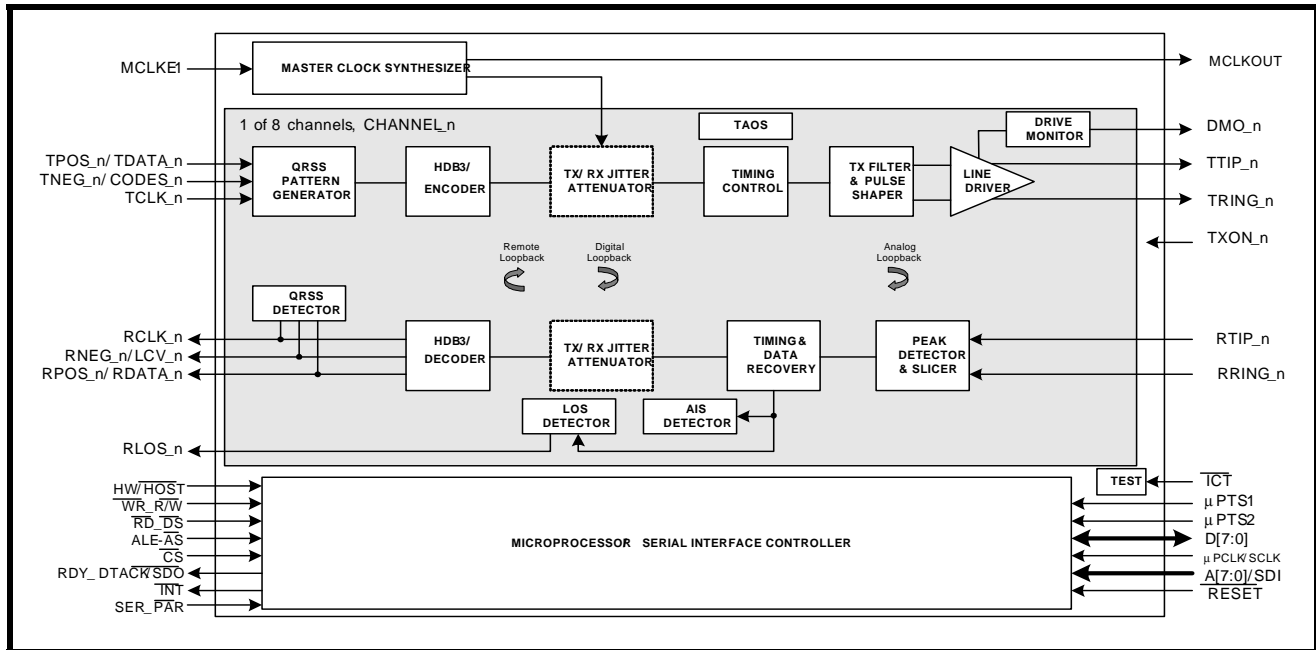 MCLKE1
MASTER CLOCK SYNTHESIZER
MCLKOUT
1 of 8 channels, CHANNEL_n
TAOS
DRIVE
MONITOR
DMO_n
TPOS_n/TDATA_n
TNEG_n/CODES_n
TCLK_n
QRSS
PATTERN
GENERATOR
HDB3/
ENCODER
TX/RX JITTER
ATTENUATOR
TIMING
CONTROL
TX FILTER
& PULSE
SHAPER
LINE
DRIVER
TTIP_n
TRING_n
TXON_n
Remote
Loopback
Digital
Loopback
Analog
Loopback
QRSS
DETECTOR
RCLK_n
RNEG_n/LCV_n
RPOS_n/RDATA_n
HDB3/
DECODER
TX/RX JITTER
ATTENUATOR
TIMING &
DATA
RECOVERY
PEAK
DETECTOR
& SLICER
RTIP_n
RRING_n
LOS
DETECTOR
AIS
DETECTOR
RLOS_n
TEST
ICT
HW/HOST
WR_R/W
RD_DS
ALE-AS
CS
RDY_DTACK/SDO
INT
SER_PAR
MICROPROCESSOR SERIAL INTERFACE CONTROLLER
µPTS1
µPTS2
D[7:0]
µPCLK/SCLK
A[7:0]/SDI
RESET